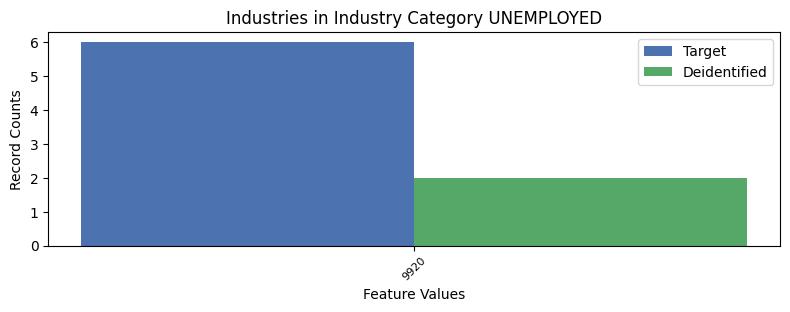 Industries in Industry Category UNEMPLOYED
Target
Deidentified
Record Counts
6
5
4
3
2
1
0
9920
Feature Values